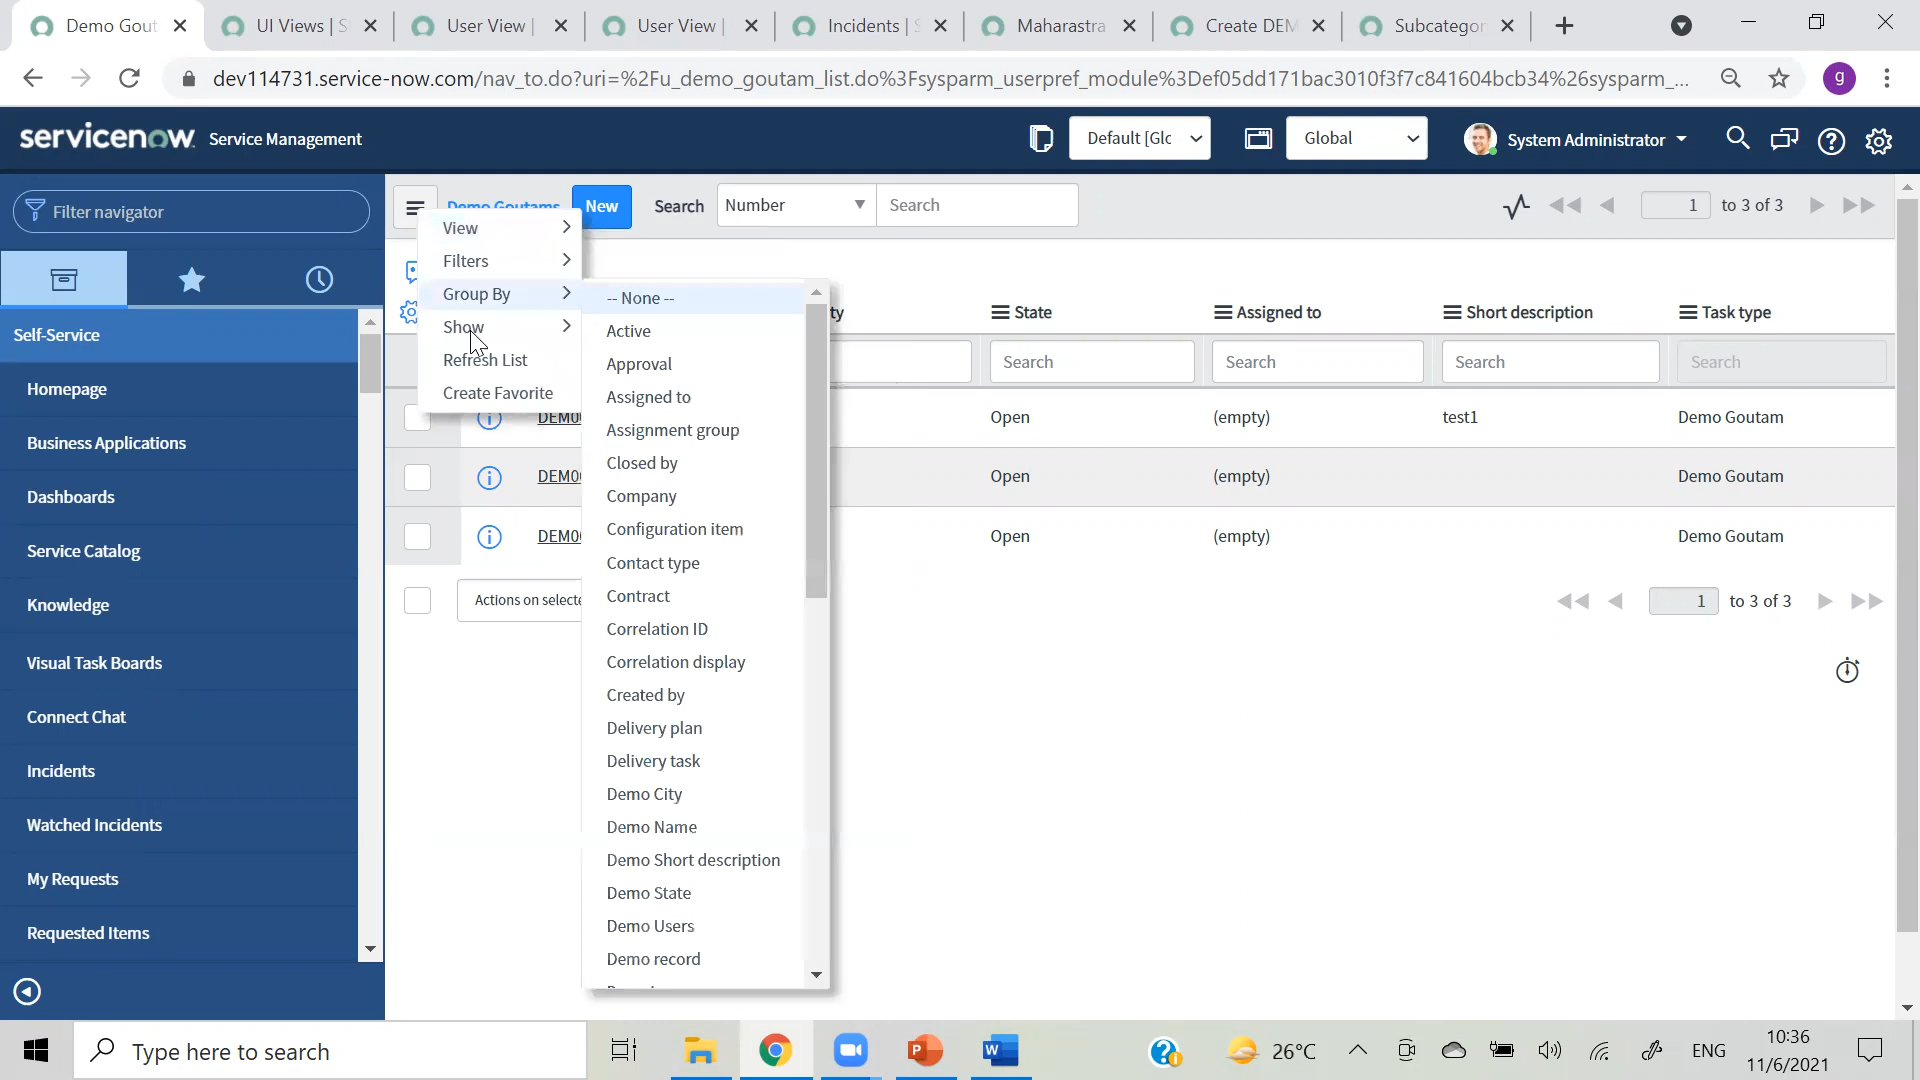 Demo Gout
UI Views | S
User View |
User View |
Incidents | S
Maharastra
Create DEM
Subcategor
dev114731.service-now.com/nav_to.do?uri=%2Fu_demo_goutam_list.do%3Fsysparm_userpref_module%3Def05dd171bac3010f3f7c841604bcb34%26sysparm_...
g
servicenow Service Management
Default [Glc
Global
System Administrator
Filter navigator
Demo Goutams
New
Search
Number
Search
1 to 3 of 3
View
Filters
Group By
Show
Refresh List
Create Favorite
-- None --
Active
Approval
Assigned to
Assignment group
Closed by
Company
Configuration item
Contact type
Contract
Correlation ID
Correlation display
Created by
Delivery plan
Delivery task
Demo City
Demo Name
Demo Short description
Demo State
Demo Users
Demo record
ty
State
Assigned to
Short description
Task type
Search
Search
Search
Search
DEM00
Open
(empty)
test1
Demo Goutam
DEM00
Open
(empty)
Demo Goutam
DEM00
Open
(empty)
Demo Goutam
Actions on selecte
1 to 3 of 3
Self-Service
Homepage
Business Applications
Dashboards
Service Catalog
Knowledge
Visual Task Boards
Connect Chat
Incidents
Watched Incidents
My Requests
Requested Items
Type here to search
26°C
ENG
10:36
11/6/2021